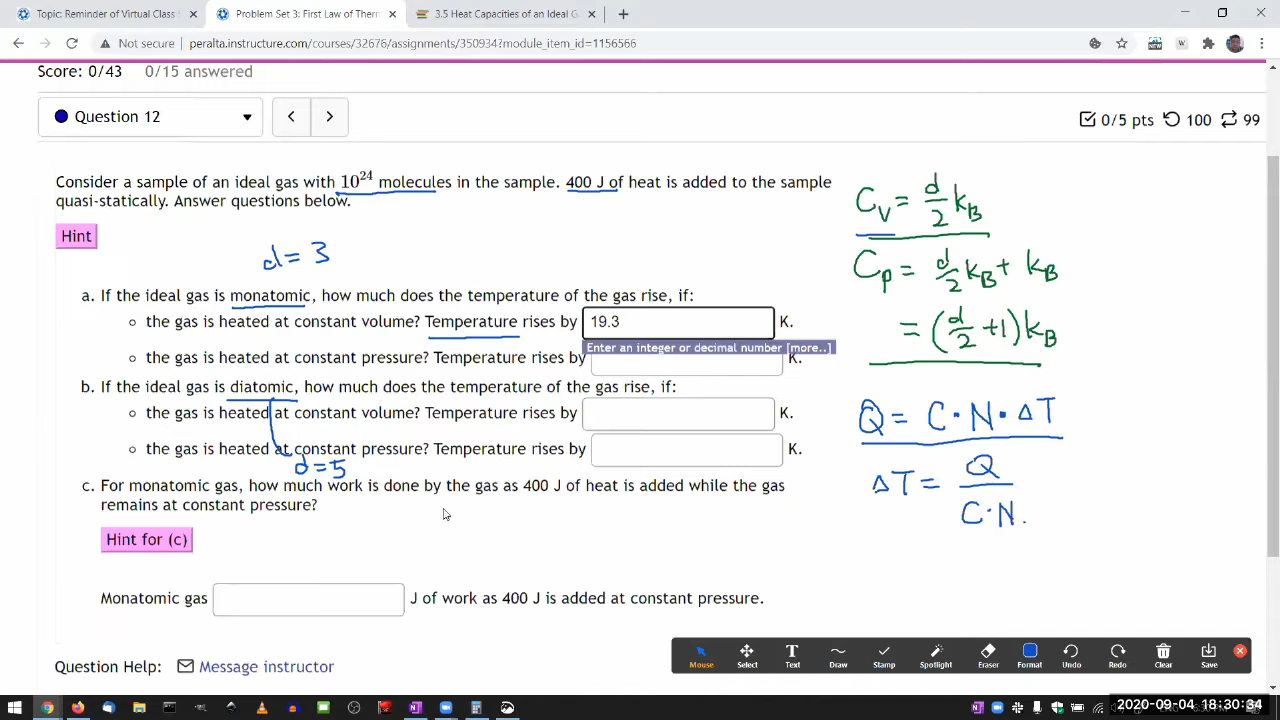 Topic: Reminder of Virtual Class
Problem Set 3: First Law of Therm
3.5 Heat Capacities of an Ideal G
Not secure | peralta.instructure.com/courses/32676/assignments/350934?module_item_id=1156566
Score: 0/43 0/15 answered
Question 12
0/5 pts 100 99
Consider a sample of an ideal gas with 10^24 molecules in the sample. 400 J of heat is added to the sample
quasi-statically. Answer questions below.
Hint
d = 3
a. If the ideal gas is monatomic, how much does the temperature of the gas rise, if:
the gas is heated at constant volume? Temperature rises by 19.3 K.
Enter an integer or decimal number [more..]
the gas is heated at constant pressure? Temperature rises by K.
b. If the ideal gas is diatomic, how much does the temperature of the gas rise, if:
the gas is heated at constant volume? Temperature rises by K.
the gas is heated at constant pressure? Temperature rises by K.
d = 5
c. For monatomic gas, how much work is done by the gas as 400 J of heat is added while the gas
remains at constant pressure?
Hint for (c)
Monatomic gas J of work as 400 J is added at constant pressure.
Question Help: Message instructor
C_V = d/2 k_B
C_P = d/2 k_B + k_B
= (d/2 + 1) k_B
Q = C · N · ΔT
ΔT = Q / C · N.
Mouse Select Text Draw Stamp Spotlight Eraser Format Undo Redo Clear Save
2020-09-04 18:30:34